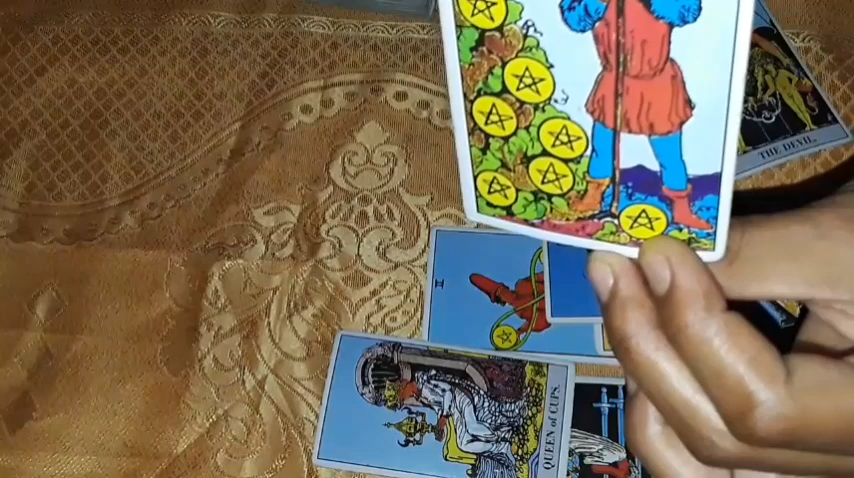 THE DEVIL.
II
QUEEN of CUPS.